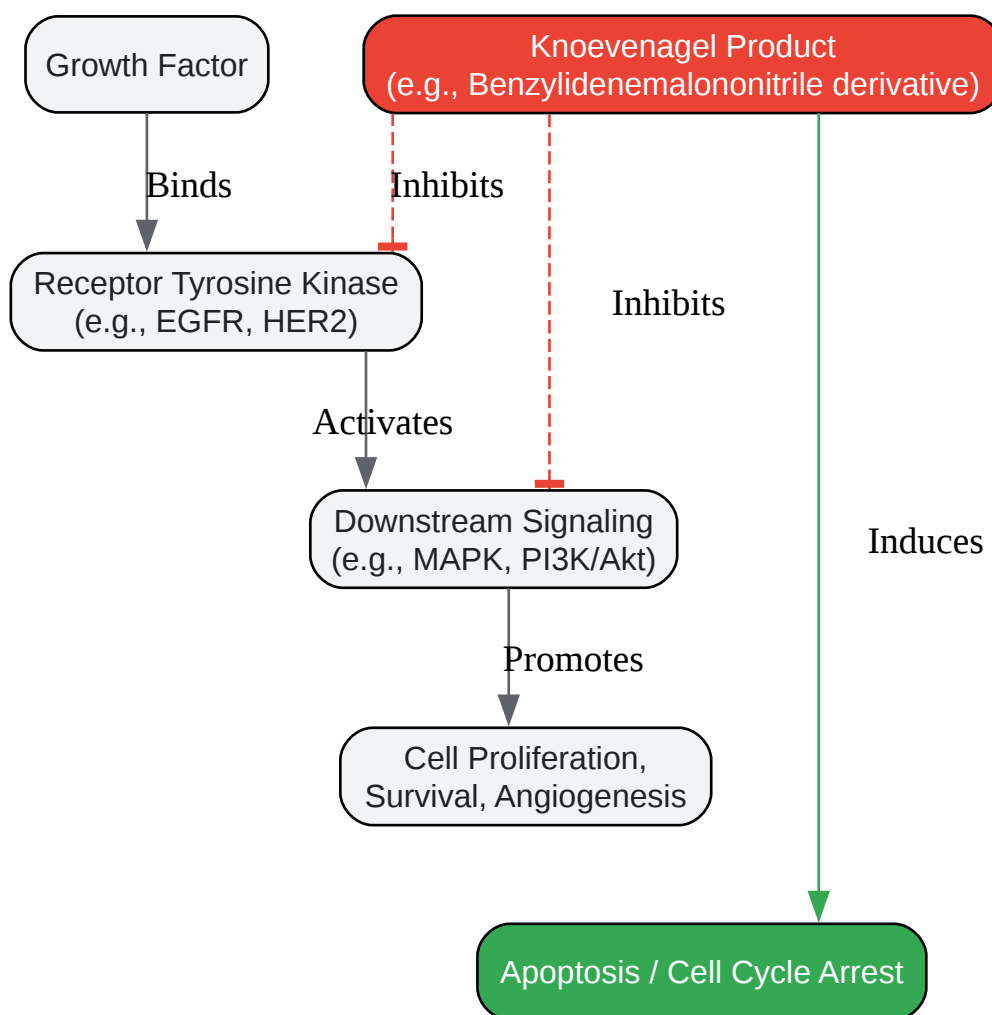 Growth Factor
Knoevenagel Product
(e.g., Benzylidenemalononitrile derivative)
Binds
Inhibits
Receptor Tyrosine Kinase
(e.g., EGFR, HER2)
Inhibits
Activates
Downstream Signaling
(e.g., MAPK, PI3K/Akt)
Induces
Promotes
Cell Proliferation,
Survival, Angiogenesis
Apoptosis / Cell Cycle Arrest